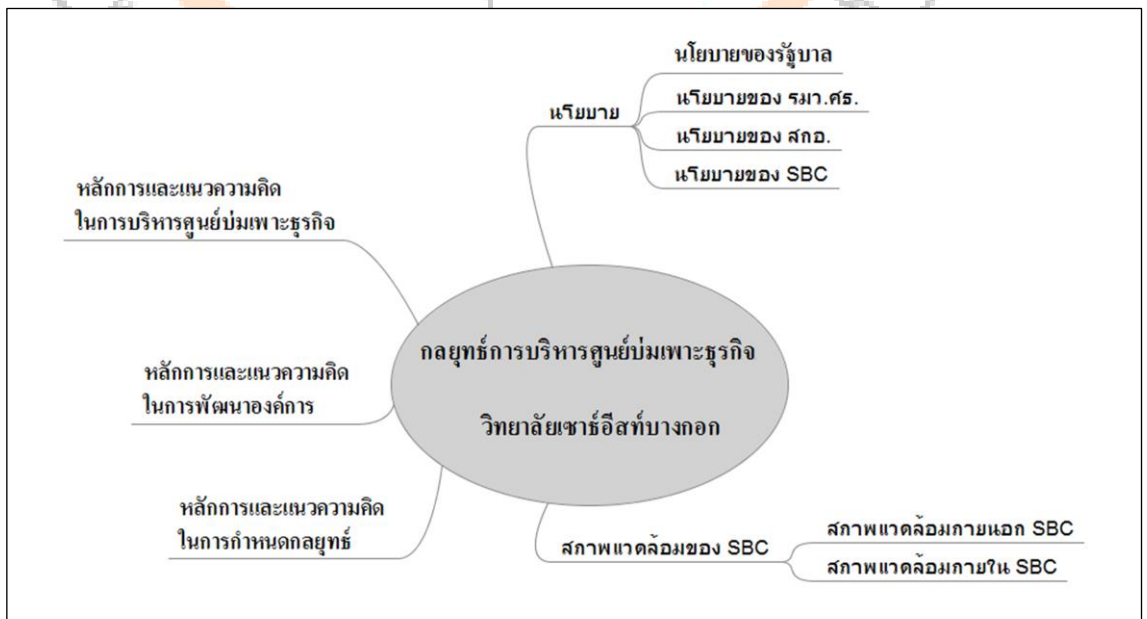 นโยบายของรัฐบาล
นโยบาย
นโยบายของ รมว.ศธ.
นโยบายของ สกอ.
นโยบายของ SBC
หลักการและแนวความคิด
ในการบริหารศูนย์บ่มเพาะธุรกิจ
กลยุทธ์การบริหารศูนย์บ่มเพาะธุรกิจ
วิทยาลัยเซาธ์อีสท์บางกอก
หลักการและแนวความคิด
ในการพัฒนาองค์การ
หลักการและแนวความคิด
ในการกำหนดกลยุทธ์
สภาพแวดล้อมของ SBC
สภาพแวดล้อมภายนอก SBC
สภาพแวดล้อมภายใน SBC